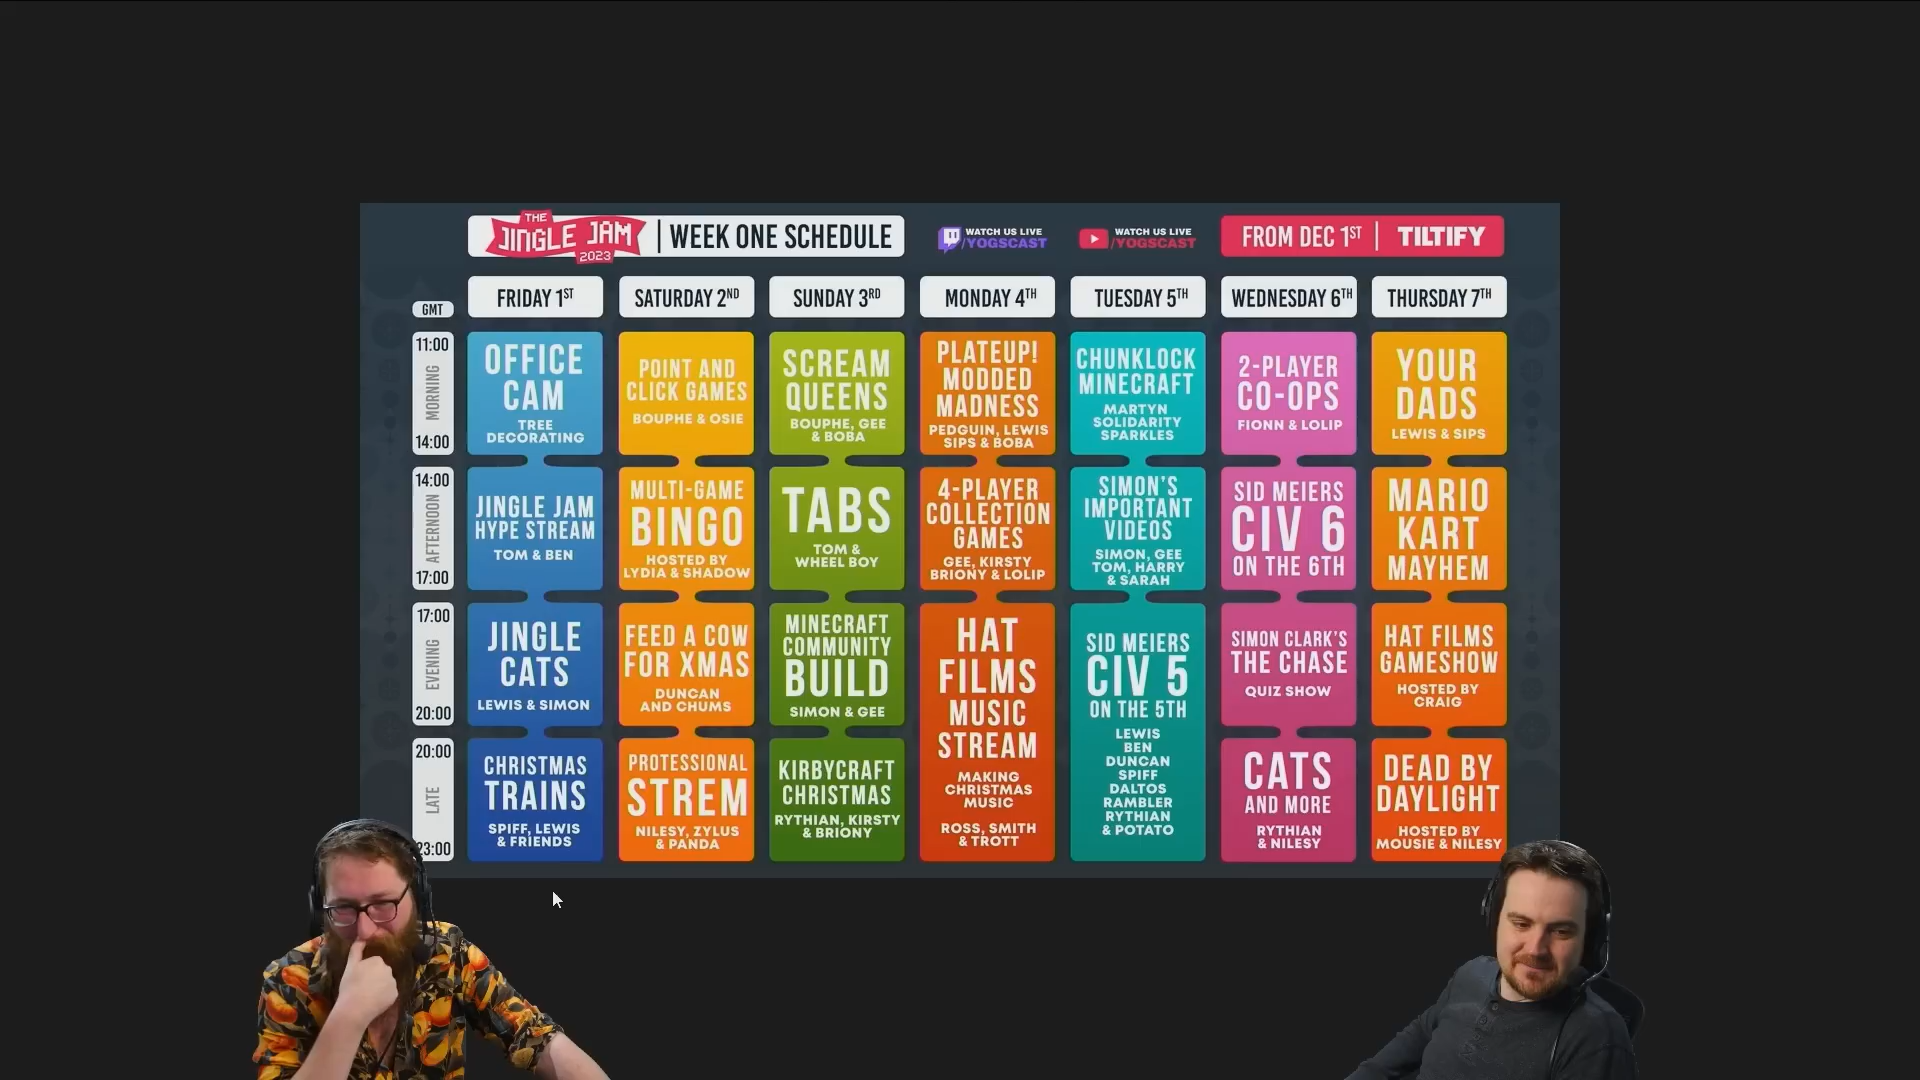 THE
JINGLE JAM
2023
WEEK ONE SCHEDULE
WATCH US LIVE
/YOGSCAST
WATCH US LIVE
/YOGSCAST
FROM DEC 1ST
TILTIFY
GMT
FRIDAY 1ST
SATURDAY 2ND
SUNDAY 3RD
MONDAY 4TH
TUESDAY 5TH
WEDNESDAY 6TH
THURSDAY 7TH
11:00
MORNING
14:00
OFFICE
CAM
TREE
DECORATING
POINT AND
CLICK GAMES
BOUPHE & OSIE
SCREAM
QUEENS
BOUPHE, GEE
& BOBA
PLATEUP!
MODDED
MADNESS
PEDGUIN, LEWIS
SIPS & BOBA
CHUNKLOCK
MINECRAFT
MARTYN
SOLIDARITY
SPARKLES
2-PLAYER
CO-OPS
FIONN & LOLIP
YOUR
DADS
LEWIS & SIPS
14:00
AFTERNOON
17:00
JINGLE JAM
HYPE STREAM
TOM & BEN
MULTI-GAME
BINGO
HOSTED BY
LYDIA & SHADOW
TABS
TOM &
WHEEL BOY
4-PLAYER
COLLECTION
GAMES
GEE, KIRSTY
BRIONY & LOLIP
SIMON'S
IMPORTANT
VIDEOS
SIMON, GEE
TOM, HARRY
& SARAH
SID MEIERS
CIV 6
ON THE 6TH
MARIO
KART
MAYHEM
17:00
EVENING
20:00
JINGLE
CATS
LEWIS & SIMON
FEED A COW
FOR XMAS
DUNCAN
AND CHUMS
MINECRAFT
COMMUNITY
BUILD
SIMON & GEE
HAT
FILMS
MUSIC
STREAM
MAKING
CHRISTMAS
MUSIC
ROSS, SMITH
& TROTT
SID MEIERS
CIV 5
ON THE 5TH
LEWIS
BEN
DUNCAN
SPIFF
DALTOS
RAMBLER
RYTHIAN
& POTATO
SIMON CLARK'S
THE CHASE
QUIZ SHOW
HAT FILMS
GAMESHOW
HOSTED BY
CRAIG
20:00
LATE
23:00
CHRISTMAS
TRAINS
SPIFF, LEWIS
& FRIENDS
PROTESSIONAL
STREM
NILESY, ZYLUS
& PANDA
KIRBYCRAFT
CHRISTMAS
RYTHIAN, KIRSTY
& BRIONY
CATS
AND MORE
RYTHIAN
& NILESY
DEAD BY
DAYLIGHT
HOSTED BY
MOUSIE & NILESY